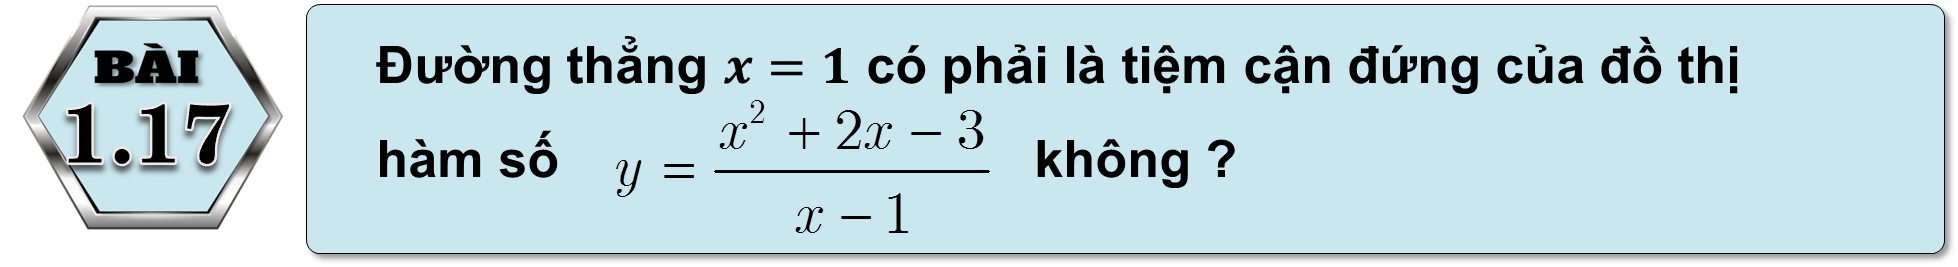 BÀI
1.17
Đường thẳng x = 1 có phải là tiệm cận đứng của đồ thị
hàm số y = \frac{x^2 + 2x - 3}{x - 1} không ?